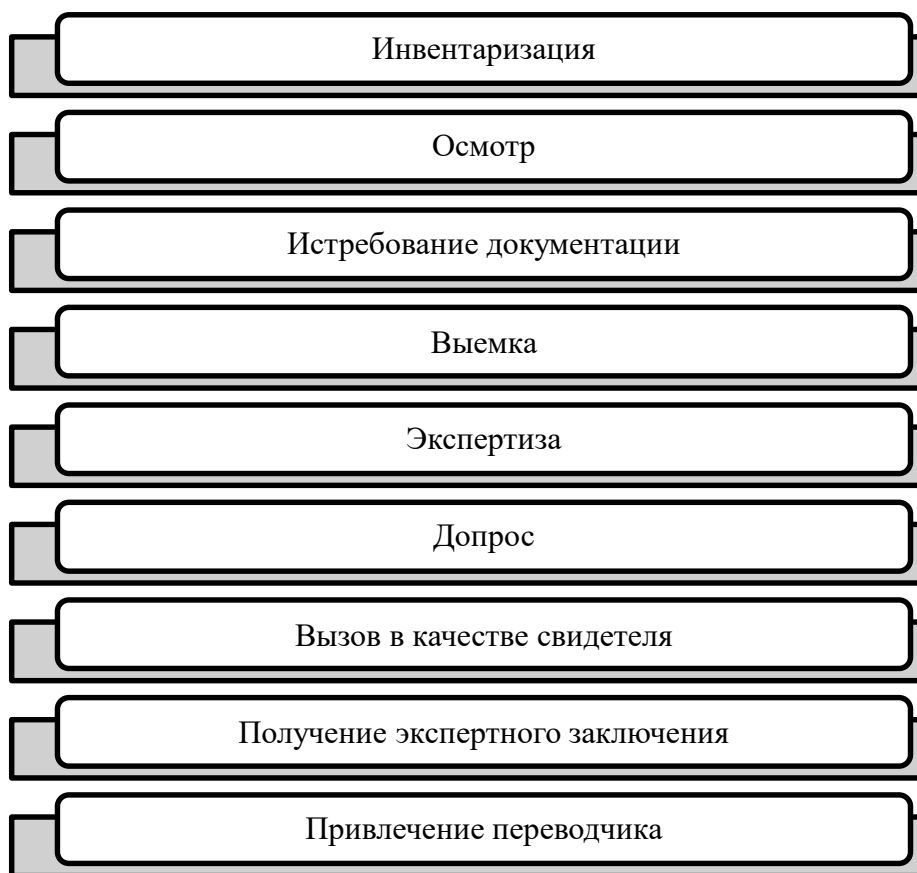 Инвентаризация
Осмотр
Истребование документации
Выемка
Экспертиза
Допрос
Вызов в качестве свидетеля
Получение экспертного заключения
Привлечение переводчика